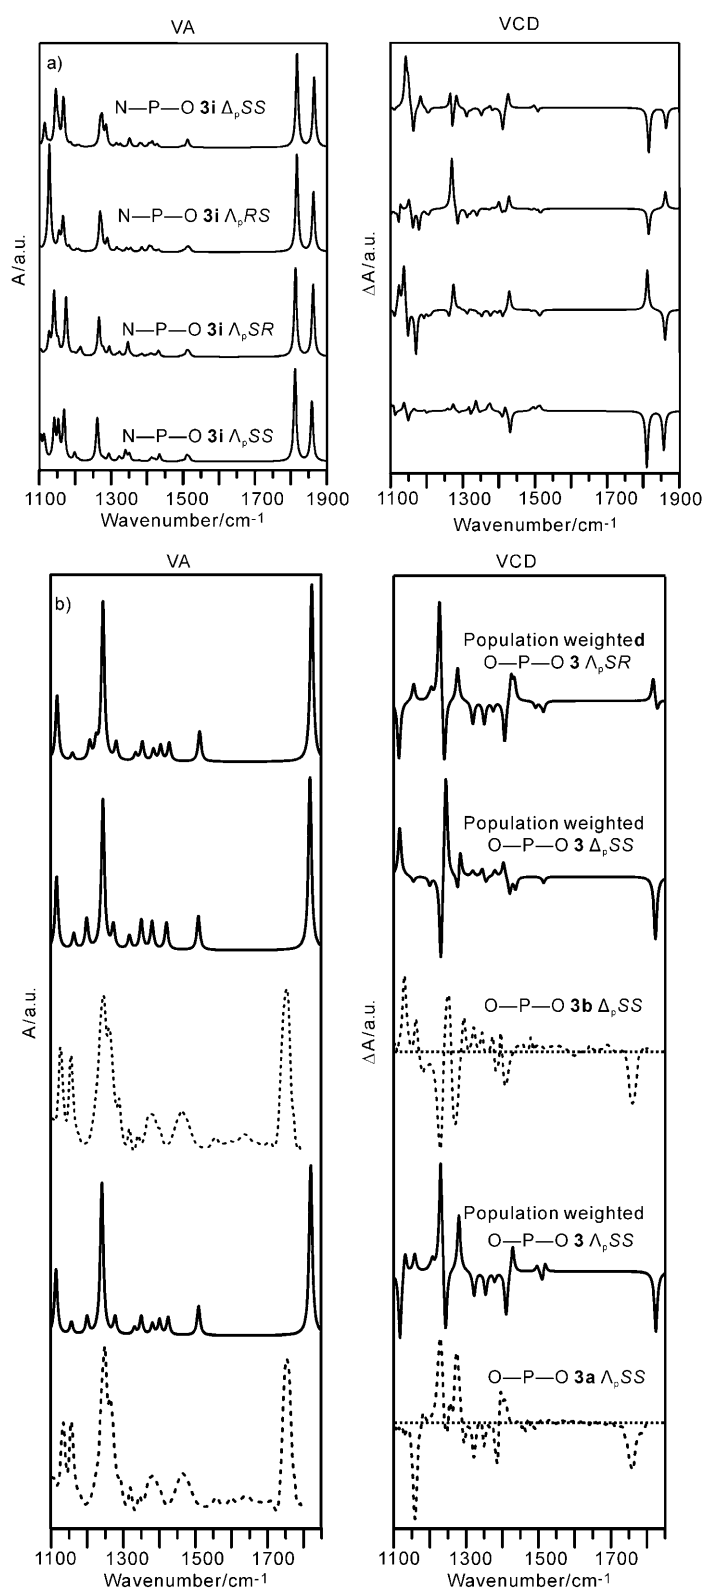 VA VCD
a)
N—P—O 3i ΔpSS
N—P—O 3i ΛpRS
N—P—O 3i ΛpSR
N—P—O 3i ΛpSS
A/a.u.
ΔA/a.u.
1100 1300 1500 1700 1900 1100 1300 1500 1700 1900
Wavenumber/cm-1 Wavenumber/cm-1
VA VCD
b)
Population weighted
O—P—O 3 ΛpSR
Population weighted
O—P—O 3 ΔpSS
O—P—O 3b ΔpSS
A/a.u.
ΔA/a.u.
Population weighted
O—P—O 3 ΛpSS
O—P—O 3a ΛpSS
1100 1300 1500 1700 1100 1300 1500 1700
Wavenumber/cm-1 Wavenumber/cm-1